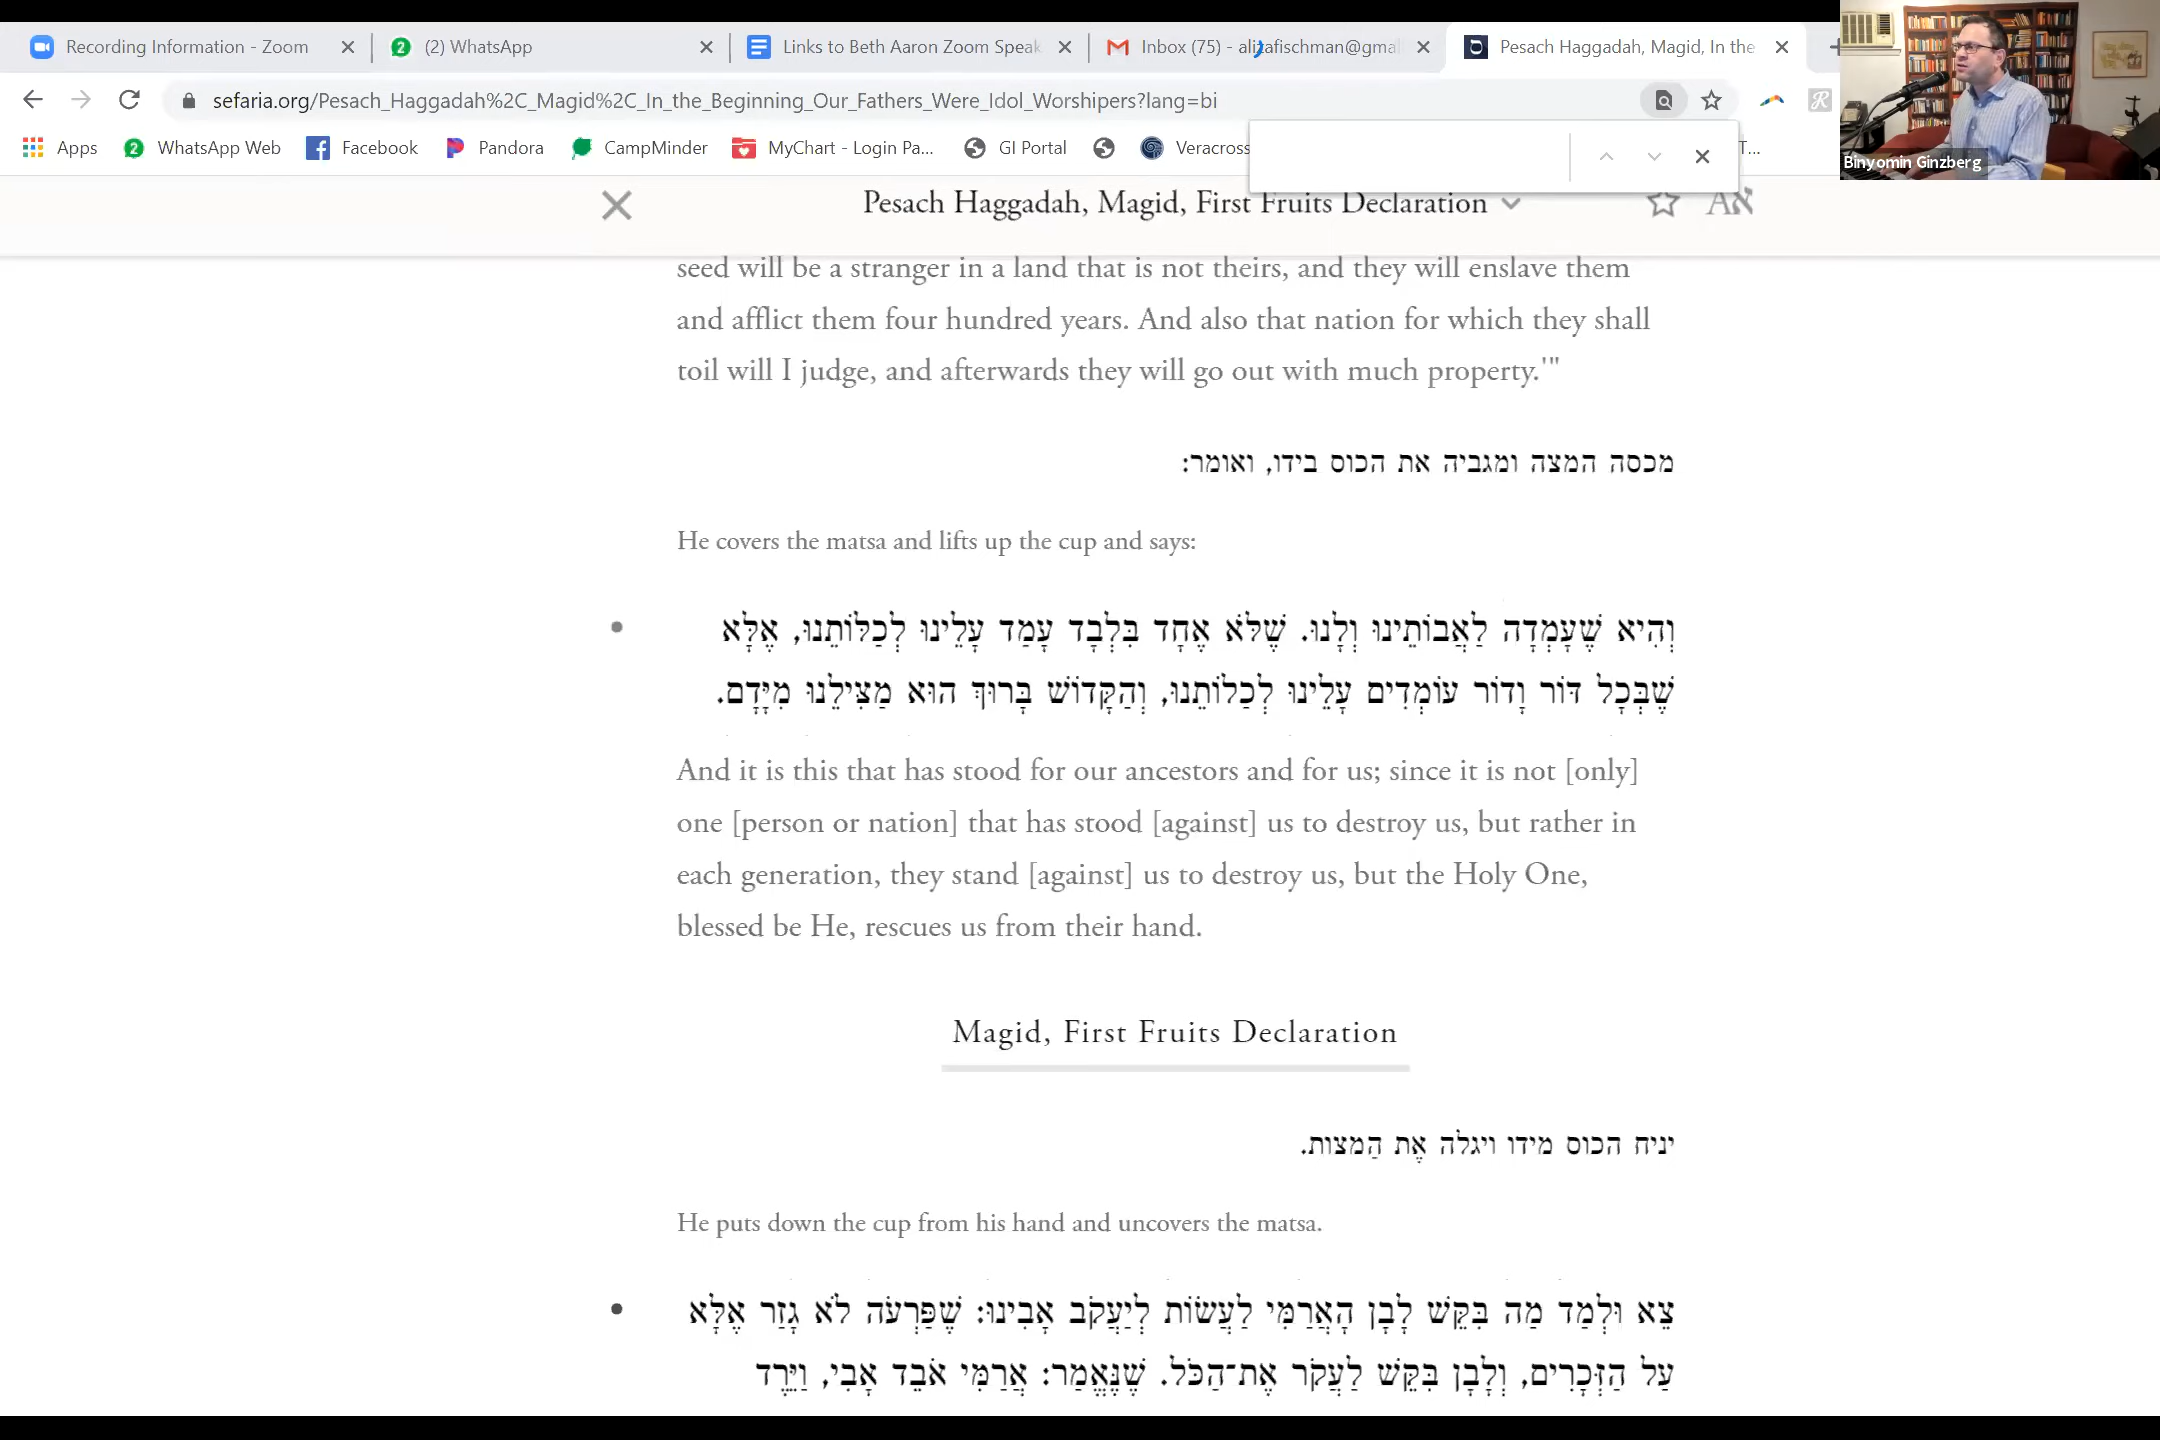 Recording Information - Zoom
(2) WhatsApp
Links to Beth Aaron Zoom Speak
Inbox (75) - alizafischman@gmai
Pesach Haggadah, Magid, In the
sefaria.org/Pesach_Haggadah%2C_Magid%2C_In_the_Beginning_Our_Fathers_Were_Idol_Worshipers?lang=bi
Apps
2
WhatsApp Web
Facebook
Pandora
CampMinder
MyChart - Login Pa...
GI Portal
Veracross
T...
Binyomin Ginzberg
Pesach Haggadah, Magid, First Fruits Declaration
Aא
seed will be a stranger in a land that is not theirs, and they will enslave them
and afflict them four hundred years. And also that nation for which they shall
toil will I judge, and afterwards they will go out with much property.'"
מכסה המצה ומגביה את הכוס בידו, ואומר:
He covers the matsa and lifts up the cup and says:
וְהִיא שֶׁעָמְדָה לַאֲבוֹתֵינוּ וְלָנוּ. שֶׁלֹּא אֶחָד בִּלְבָד עָמַד עָלֵינוּ לְכַלּוֹתֵנוּ, אֶלָּא
שֶׁבְּכָל דּוֹר וָדוֹר עוֹמְדִים עָלֵינוּ לְכַלוֹתֵנוּ, וְהַקָּדוֹשׁ בָּרוּךְ הוּא מַצִּילֵנוּ מִיָּדָם.
And it is this that has stood for our ancestors and for us; since it is not [only]
one [person or nation] that has stood [against] us to destroy us, but rather in
each generation, they stand [against] us to destroy us, but the Holy One,
blessed be He, rescues us from their hand.
Magid, First Fruits Declaration
יניח הכוס מידו ויגלה אֶת הַמצות.
He puts down the cup from his hand and uncovers the matsa.
צֵא וּלְמַד מַה בִּקֵּשׁ לָבָן הָאֲרַמִּי לַעֲשׂוֹת לְיַעֲקֹב אָבִינוּ: שֶׁפַּרְעֹה לֹא גָזַר אֶלָּא
עַל הַזְּכָרִים, וְלָבָן בִּקֵּשׁ לַעֲקֹר אֶת־הַכֹּל. שֶׁנֶּאֱמַר: אֲרַמִּי אֹבֵד אָבִי, וַיֵּרֶד